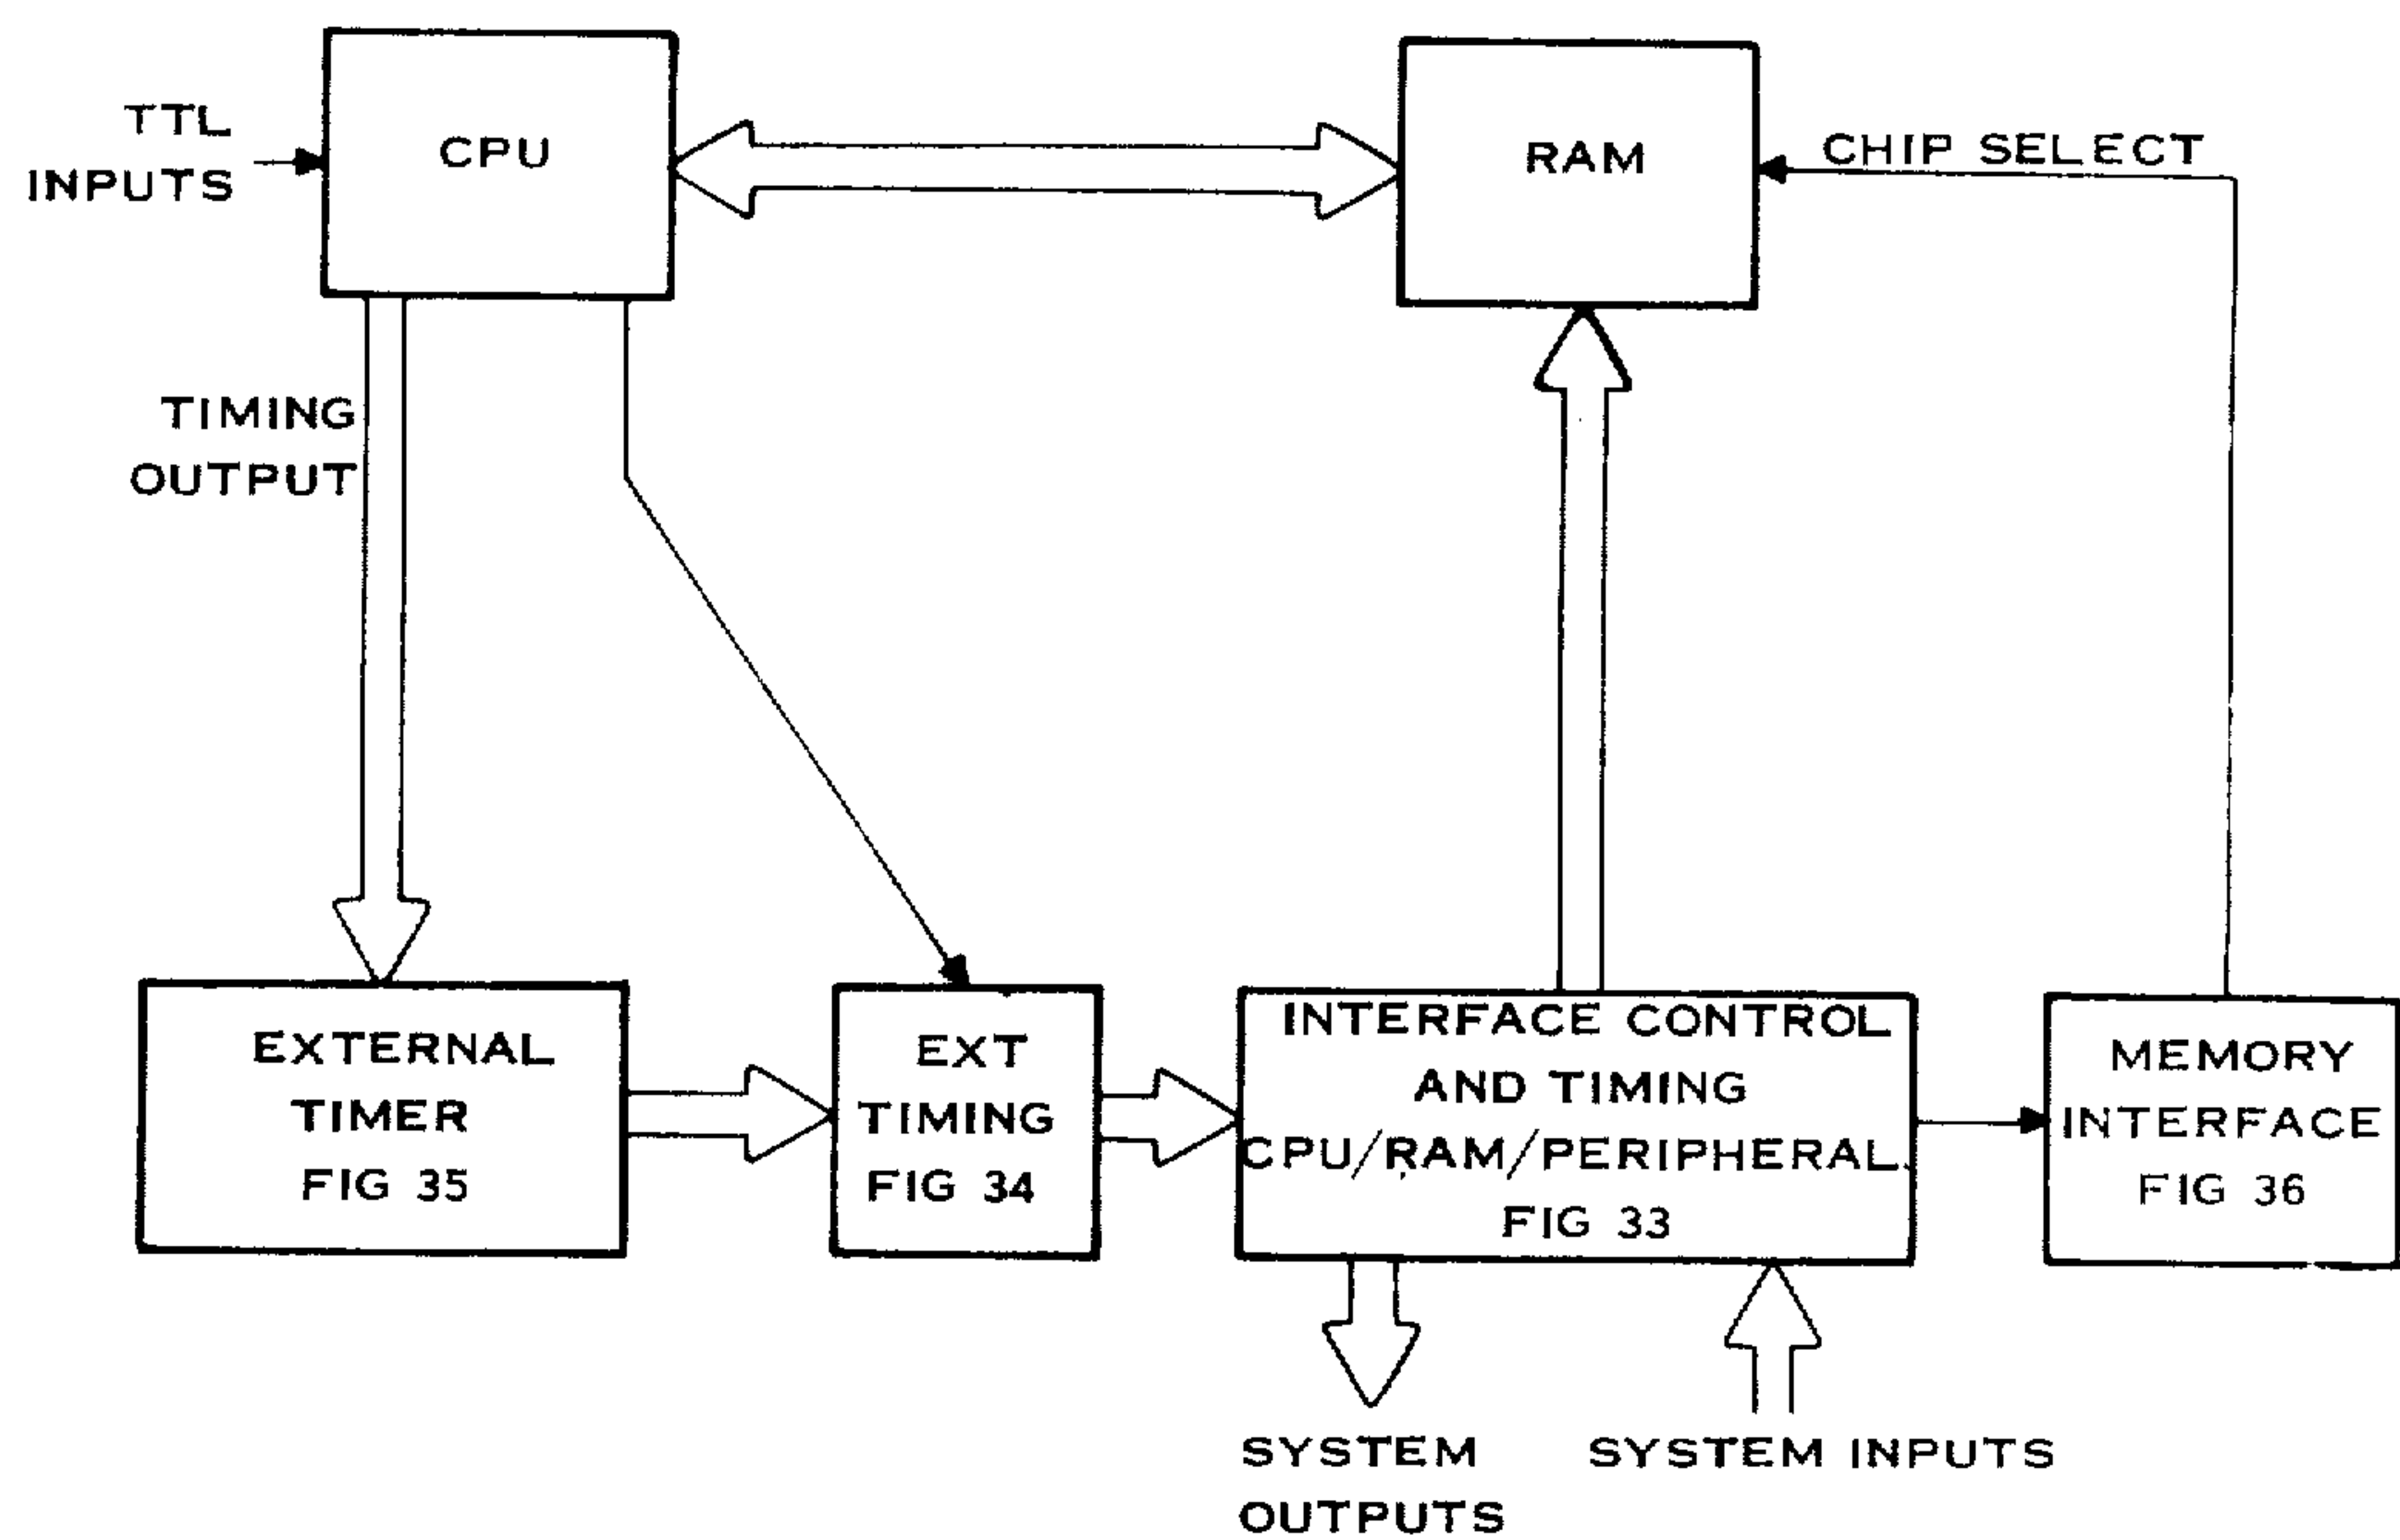 TTL
INPUTS
CPU
RAM
CHIP SELECT
TIMING
OUTPUT
EXTERNAL
TIMER
FIG 35
EXT
TIMING
FIG 34
INTERFACE CONTROL
AND TIMING
CPU/RAM/PERIPHERAL
FIG 33
MEMORY
INTERFACE
FIG 36
SYSTEM
OUTPUTS
SYSTEM INPUTS